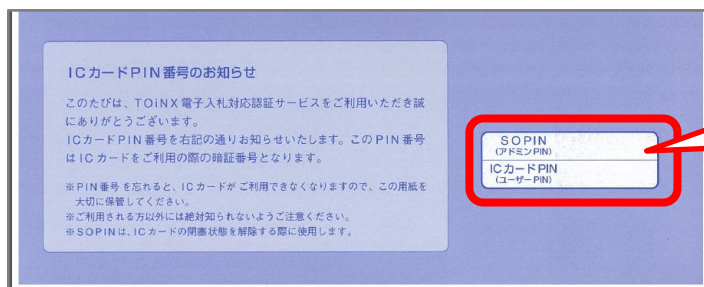 ICカードPIN番号のお知らせ
このたびは、TOiNX電子入札対応認証サービスをご利用いただき誠
にありがとうございます。
ICカードPIN番号を右記の通りお知らせいたします。このPIN番号
はICカードをご利用の際の暗証番号となります。
※PIN番号を忘れると、ICカードがご利用できなくなりますので、この用紙を
大切に保管してください。
※ご利用される方以外には絶対知られないようご注意ください。
※SOPINは、ICカードの閉塞状態を解除する際に使用します。
SOPIN
(アドミンPIN)
ICカードPIN
(ユーザーPIN)